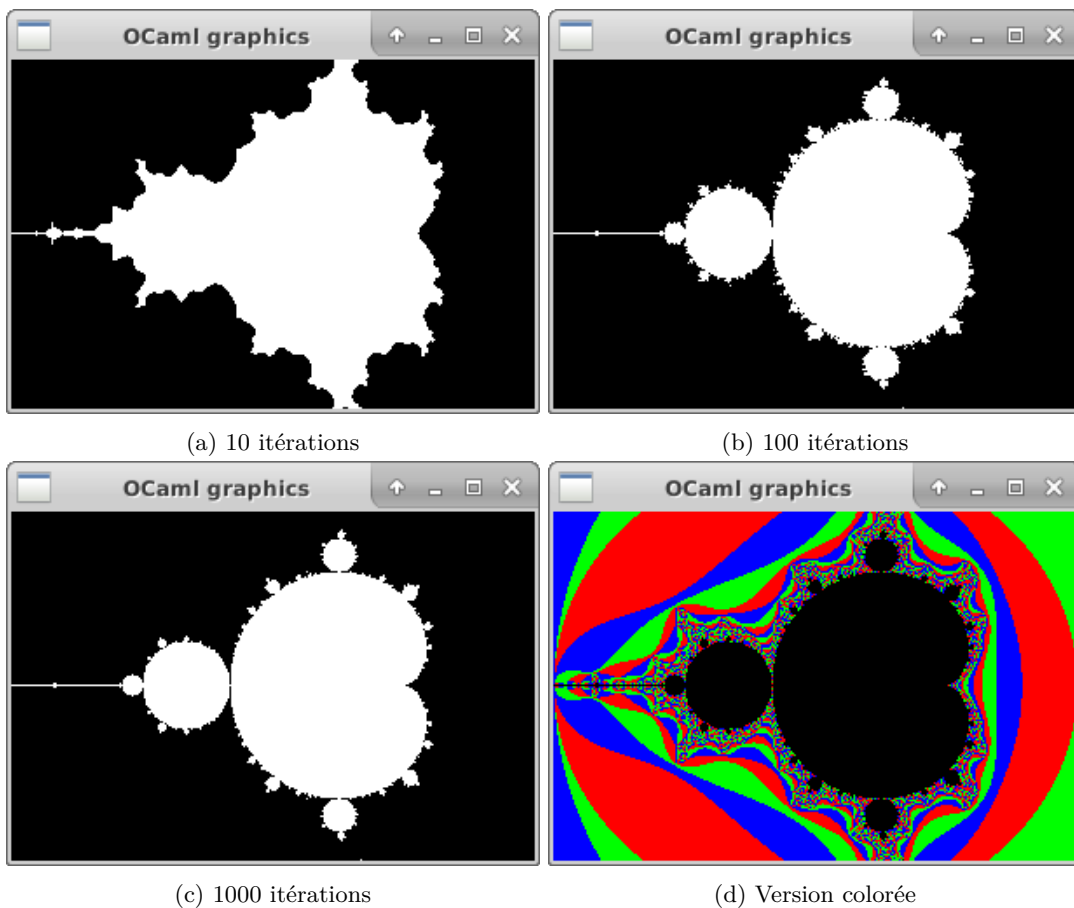 OCaml graphics
OCaml graphics
(a) 10 itérations
(b) 100 itérations
OCaml graphics
OCaml graphics
(c) 1000 itérations
(d) Version colorée